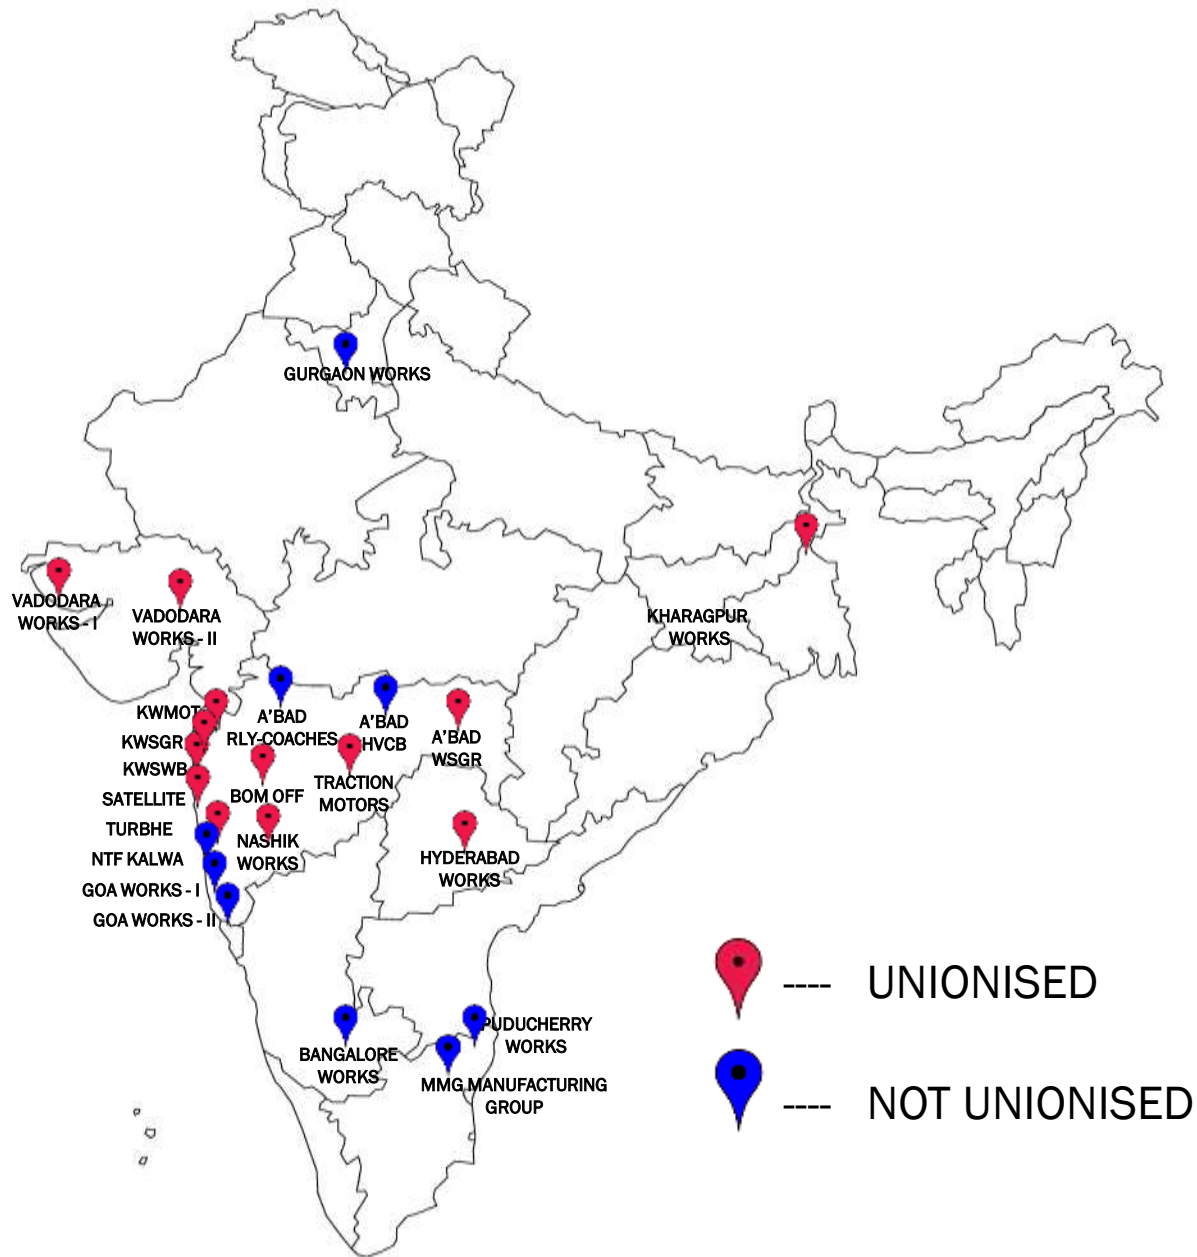 GURGAON WORKS
VADODARA
WORKS - I
VADODARA
WORKS - II
KHARAGPUR
WORKS
KWMOT
A'BAD
RLY-COACHES
A'BAD
HVCB
A'BAD
WSGR
KWSGR
KWSWB
TRACTION
MOTORS
SATELLITE
BOM OFF
TURBHE
NASHIK
WORKS
NTF KALWA
HYDERABAD
WORKS
GOA WORKS - I
GOA WORKS - II
---- UNIONISED
PUDUCHERRY
WORKS
BANGALORE
WORKS
MMG MANUFACTURING
GROUP
---- NOT UNIONISED